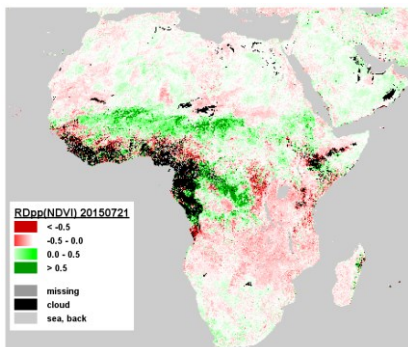 RDpp(NDVI) 20150721
< -0.5
-0.5 - 0.0
0.0 - 0.5
> 0.5
missing
cloud
sea, back